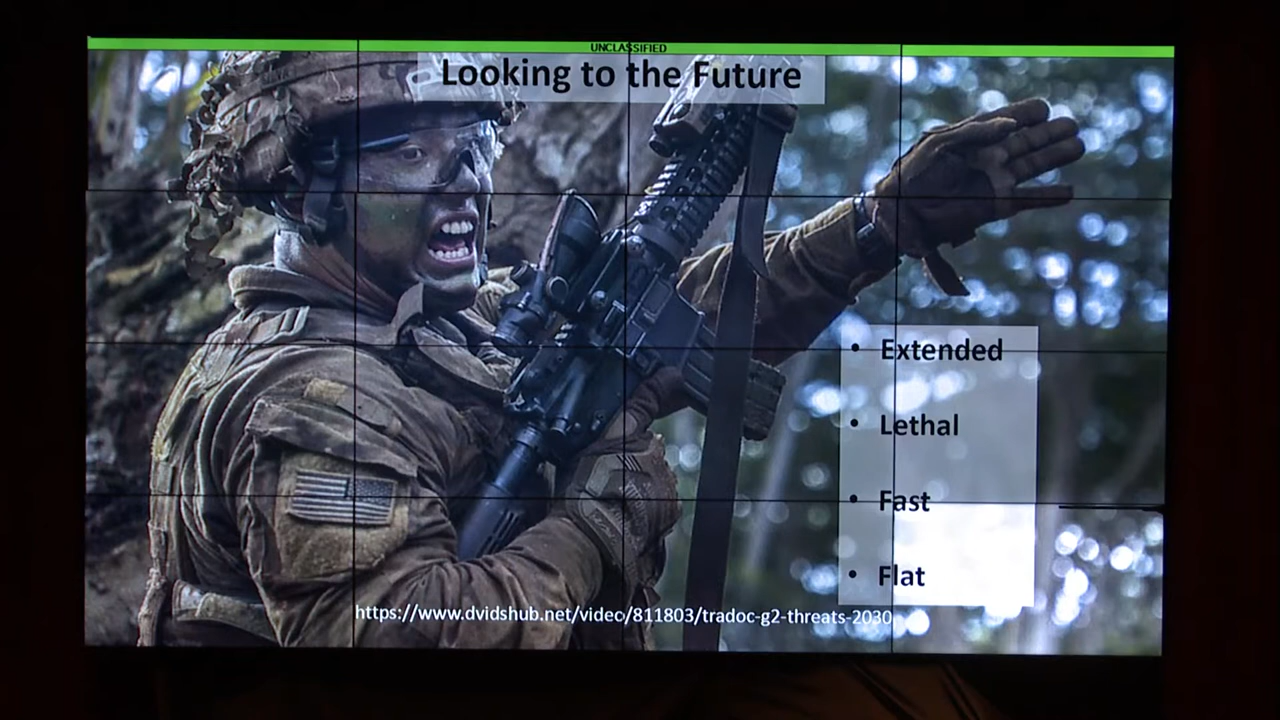 UNCLASSIFIED
Looking to the Future
• Extended
• Lethal
• Fast
• Flat
https://www.dvidshub.net/video/811803/tradoc-g2-threats-2030